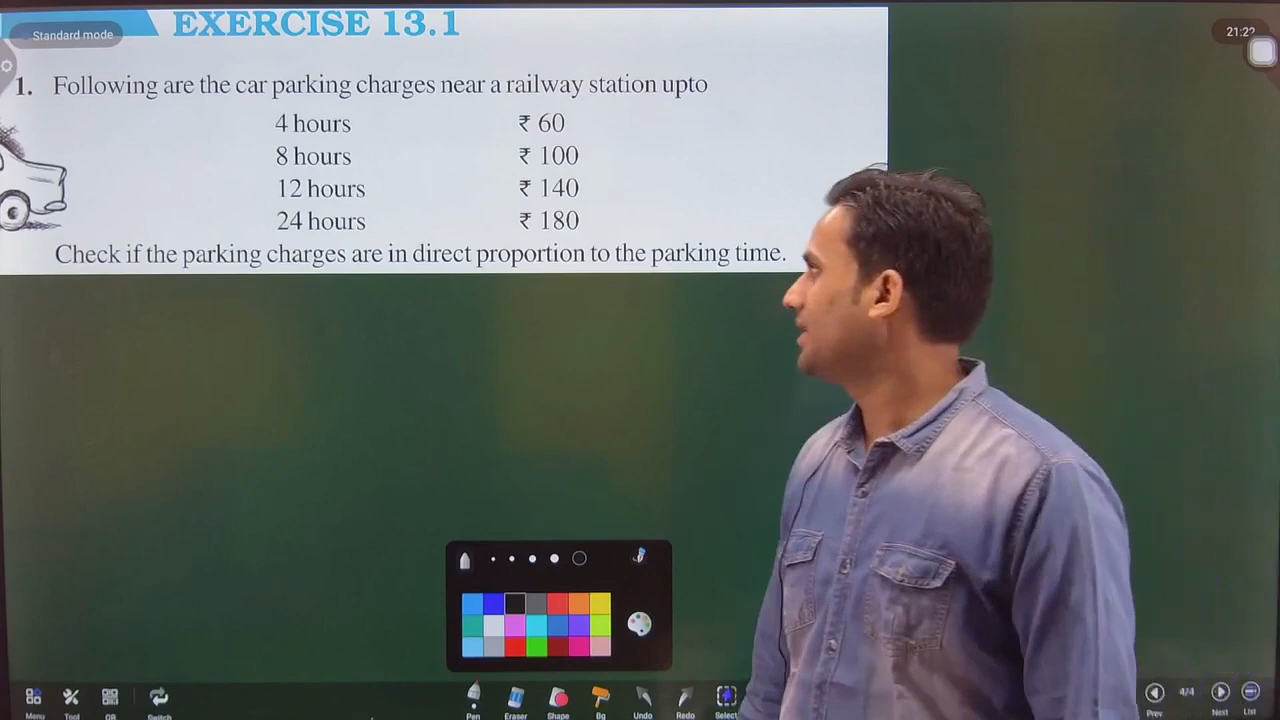 Standard mode
EXERCISE 13.1
21:22
1. Following are the car parking charges near a railway station upto
4 hours ₹ 60
8 hours ₹ 100
12 hours ₹ 140
24 hours ₹ 180
Check if the parking charges are in direct proportion to the parking time.
Menu Tool QR Switch Pen Eraser Shape Bg Undo Redo Select Prev 4/4 Next List